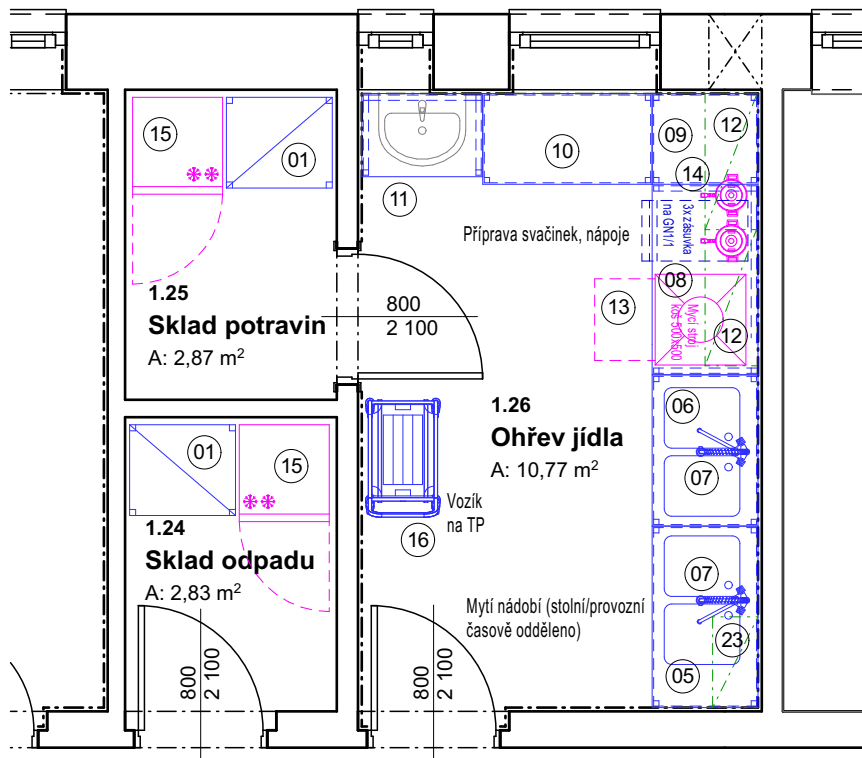 15
01
10
09
12
14
11
3x zásuvka
na GN1/1
Příprava svačinek, nápoje
08
1.25
Sklad potravin
A: 2,87 m²
800
2 100
13
Mycí stroj
koš 500x500
12
1.26
Ohřev jídla
A: 10,77 m²
06
07
01
15
Vozík
na TP
16
1.24
Sklad odpadu
A: 2,83 m²
07
Mytí nádobí (stolní/provozní
časově odděleno)
23
05
800
2 100
800
2 100